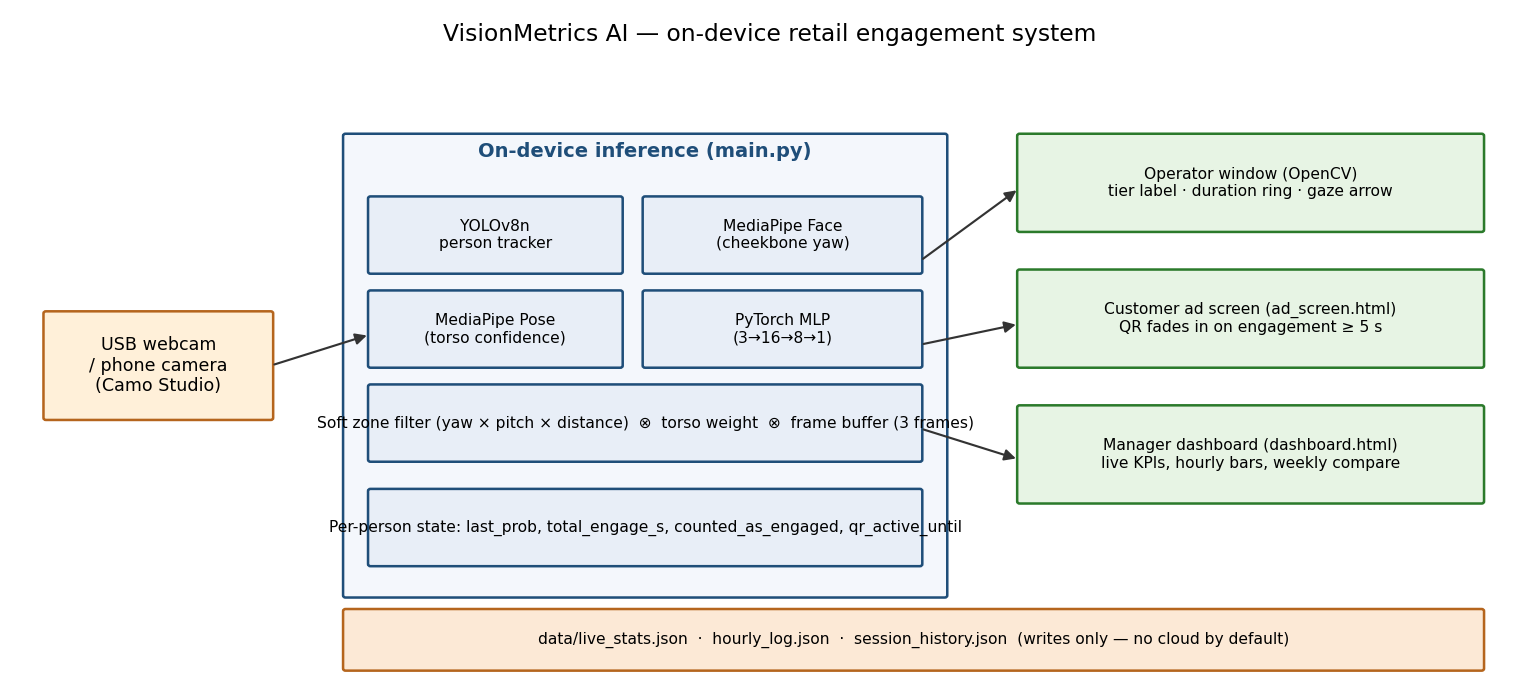 VisionMetrics AI — on-device retail engagement system
On-device inference (main.py)
YOLOv8n
person tracker
MediaPipe Face
(cheekbone yaw)
MediaPipe Pose
(torso confidence)
PyTorch MLP
(3→16→8→1)
Soft zone filter (yaw × pitch × distance)  ⊗  torso weight  ⊗  frame buffer (3 frames)
Per-person state: last_prob, total_engage_s, counted_as_engaged, qr_active_until
USB webcam
/ phone camera
(Camo Studio)
Operator window (OpenCV)
tier label · duration ring · gaze arrow
Customer ad screen (ad_screen.html)
QR fades in on engagement ≥ 5 s
Manager dashboard (dashboard.html)
live KPIs, hourly bars, weekly compare
data/live_stats.json  ·  hourly_log.json  ·  session_history.json  (writes only — no cloud by default)